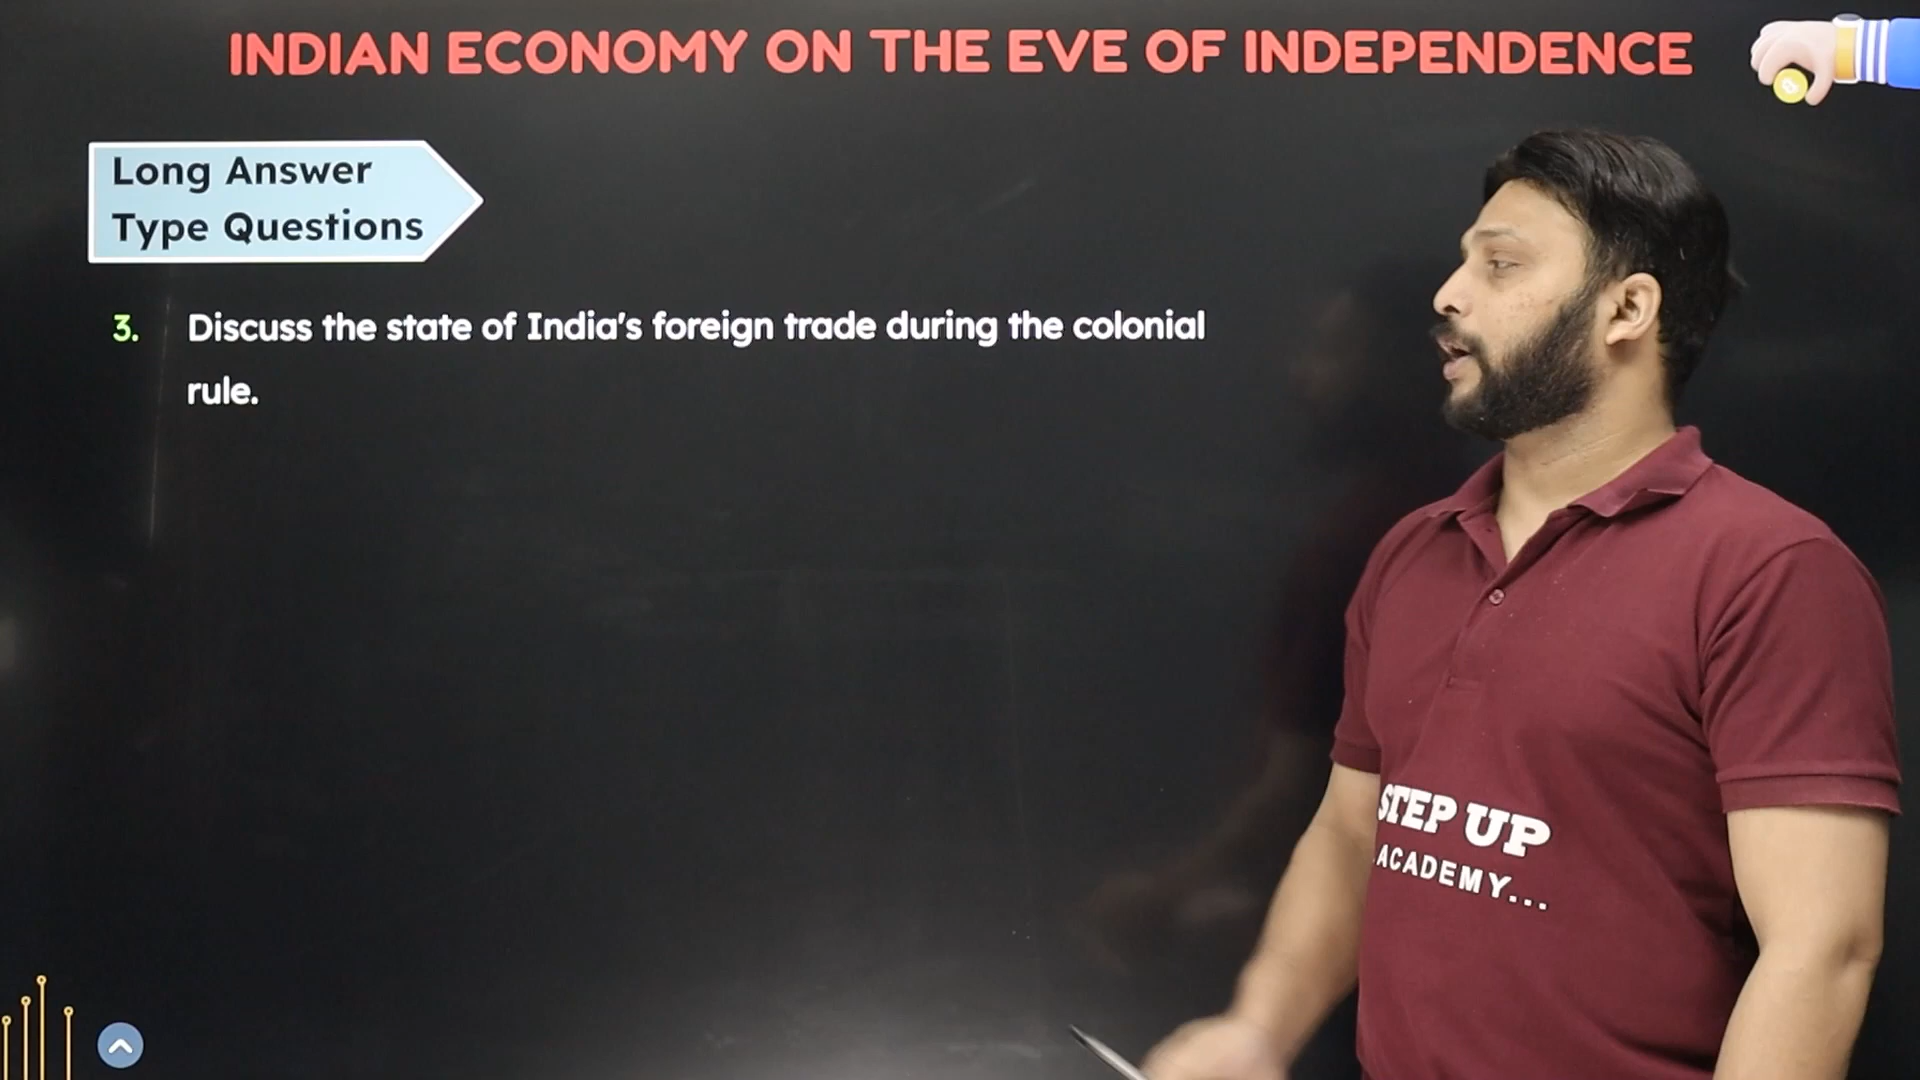 INDIAN ECONOMY ON THE EVE OF INDEPENDENCE
Long Answer
Type Questions
3. Discuss the state of India's foreign trade during the colonial
rule.
STEP UP
ACADEMY...